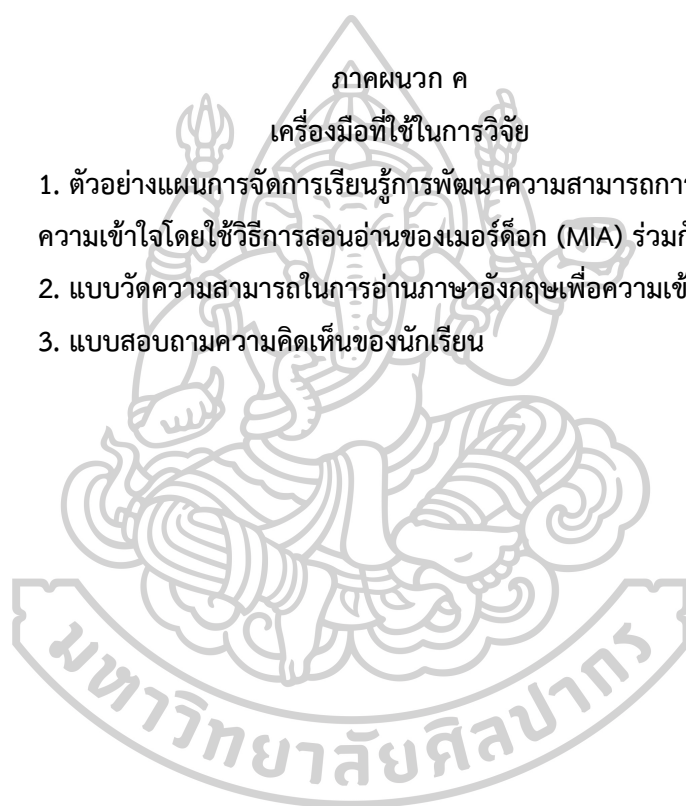 ภาคผนวก ค
เครื่องมือที่ใช้ในการวิจัย
1. ตัวอย่างแผนการจัดการเรียนรู้การพัฒนาความสามารถกา
ความเข้าใจโดยใช้วิธีการสอนอ่านของเมอร์ด็อก (MIA) ร่วมก
2. แบบวัดความสามารถในการอ่านภาษาอังกฤษเพื่อความเข้
3. แบบสอบถามความคิดเห็นของนักเรียน
มหาวิทยาลัยศิลปากร